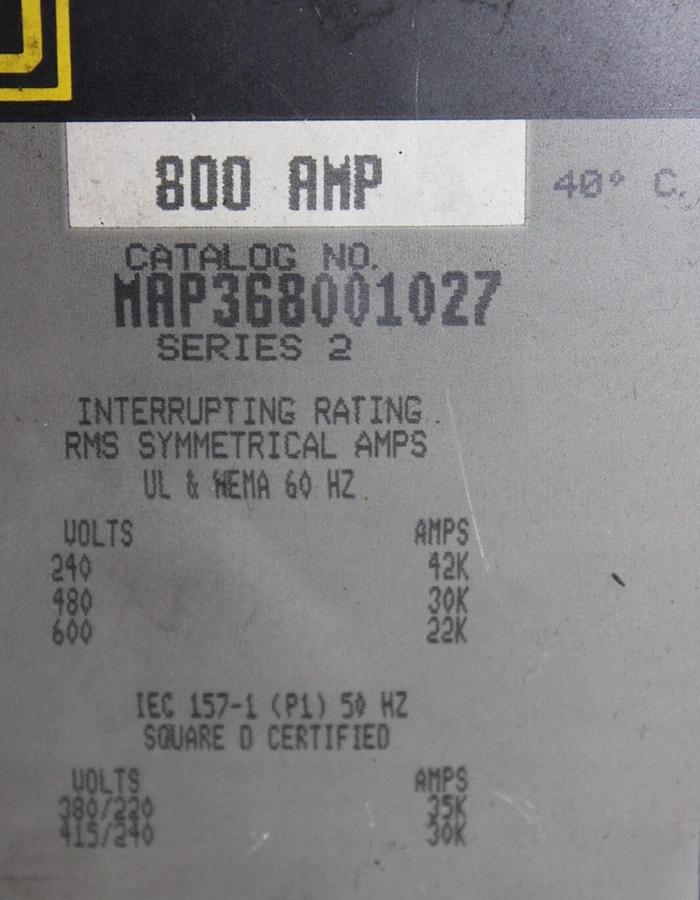 800 AMP
40° C.
CATALOG NO.
MAP368001027
SERIES 2
INTERRUPTING RATING
RMS SYMMETRICAL AMPS
UL & NEMA 60 HZ
VOLTS AMPS
240 42K
480 30K
600 22K
IEC 157-1 (P1) 50 HZ
SQUARE D CERTIFIED
VOLTS AMPS
380/220 35K
415/240 30K